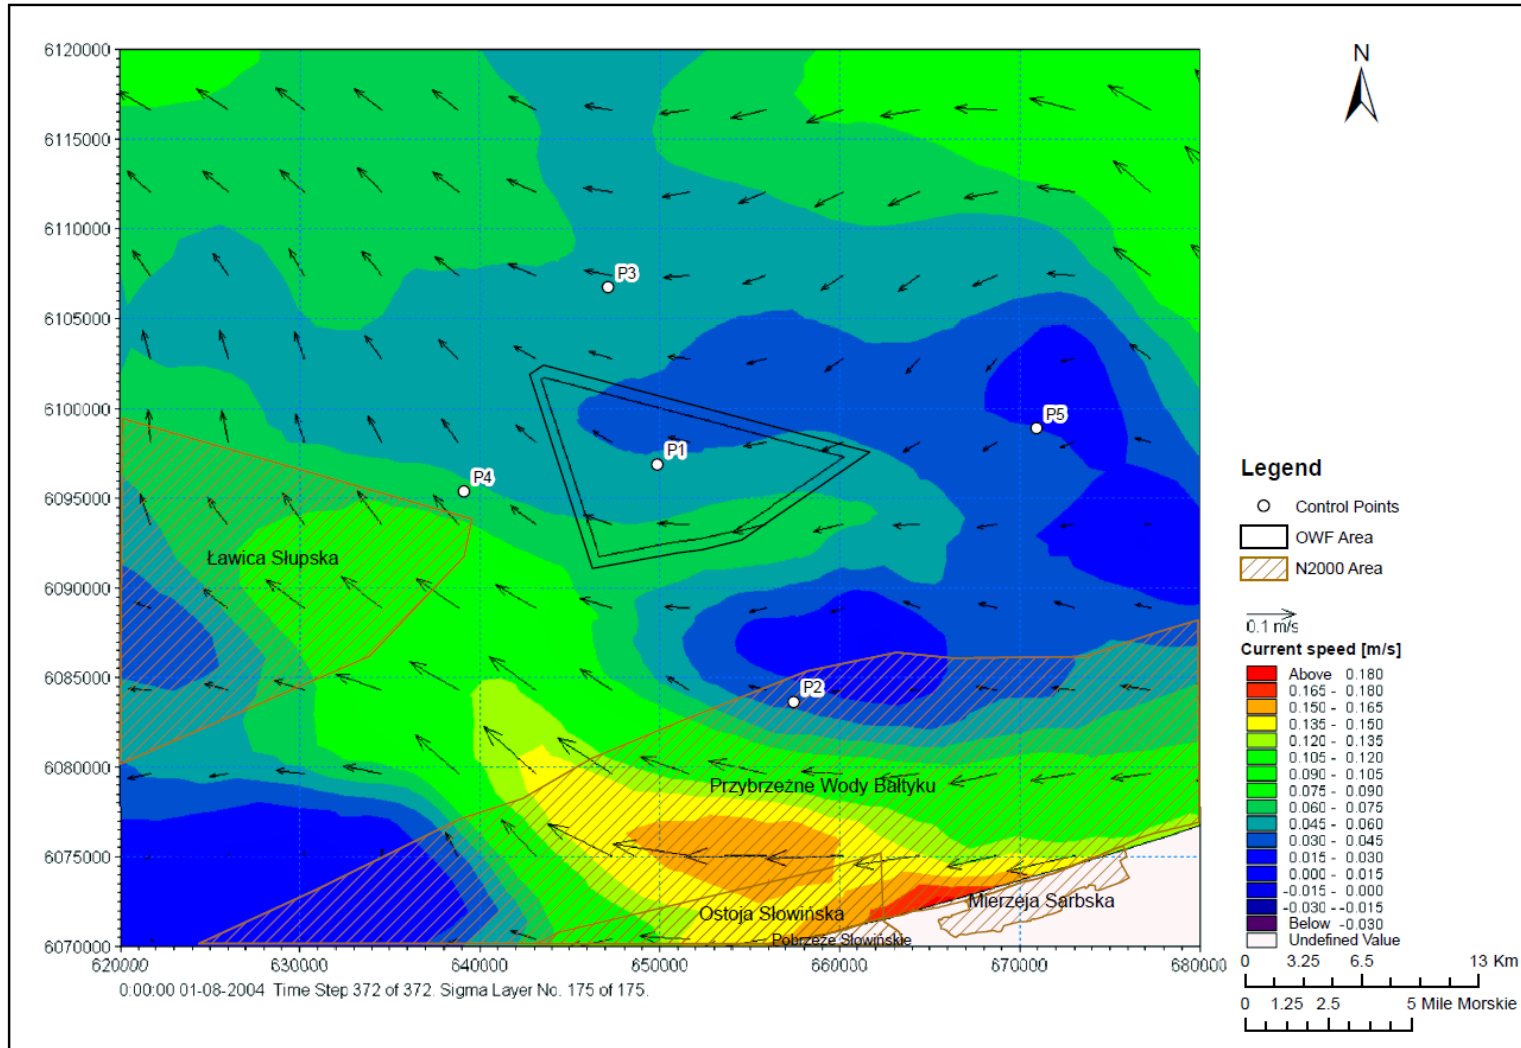 N
6120000
6115000
6110000
6105000
6100000
6095000
6090000
6085000
6080000
6075000
6070000
620000 630000 640000 650000 660000 670000 680000
P3
P5
P1
P4
P2
Ławica Słupska
Przybrzeżne Wody Bałtyku
Ostoja Słowińska
Mierzeja Sarbska
Pobrzeże Słowińskie
0:00:00 01-08-2004 Time Step 372 of 372. Sigma Layer No. 175 of 175.
Legend
Control Points
OWF Area
N2000 Area
0.1 m/s
Current speed [m/s]
Above 0.180
0.165 - 0.180
0.150 - 0.165
0.135 - 0.150
0.120 - 0.135
0.105 - 0.120
0.090 - 0.105
0.075 - 0.090
0.060 - 0.075
0.045 - 0.060
0.030 - 0.045
0.015 - 0.030
0.000 - 0.015
-0.015 - 0.000
-0.030 - -0.015
Below -0.030
Undefined Value
0 3.25 6.5 13 Km
0 1.25 2.5 5 Mile Morskie